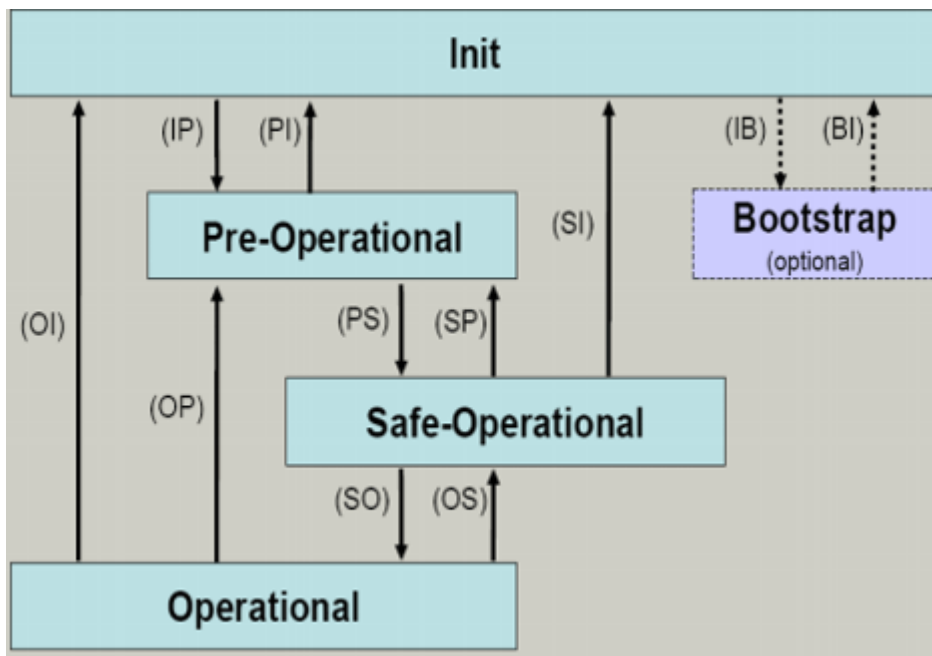 Init
(IP)
(PI)
(IB)
(BI)
Pre-Operational
(SI)
Bootstrap
(optional)
(OI)
(PS)
(SP)
(OP)
Safe-Operational
(SO)
(OS)
Operational